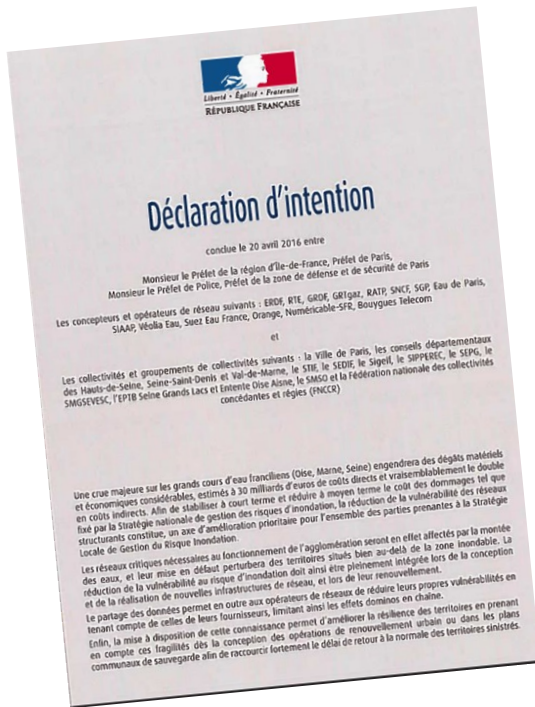 Liberté • Égalité • Fraternité
RÉPUBLIQUE FRANÇAISE
Déclaration d'intention
conclue le 20 avril 2016 entre
Monsieur le Préfet de la région d'Île-de-France, Préfet de Paris,
Monsieur le Préfet de Police, Préfet de la zone de défense et de sécurité de Paris
Les concepteurs et opérateurs de réseau suivants : ERDF, RTE, GRDF, GRTgaz, RATP, SNCF, SGP, Eau de Paris,
SIAAP, Véolia Eau, Suez Eau France, Orange, Numéricable-SFR, Bouygues Telecom
et
Les collectivités et groupements de collectivités suivants : la Ville de Paris, les conseils départementaux
des Hauts-de-Seine, Seine-Saint-Denis et Val-de-Marne, le STIF, le SEDIF, le Sigeif, le SIPPEREC, le SEPG, le
SMGSEVESC, l'EPTB Seine Grands Lacs et Entente Oise Aisne, le SMSO et la Fédération nationale des collectivités
concédantes et régies (FNCCR)
Une crue majeure sur les grands cours d'eau franciliens (Oise, Marne, Seine) engendrera des dégâts matériels
et économiques considérables, estimés à 30 milliards d'euros de coûts directs et vraisemblablement le double
en coûts indirects. Afin de stabiliser à court terme et réduire à moyen terme le coût des dommages tel que
fixé par la Stratégie nationale de gestion des risques d'inondation, la réduction de la vulnérabilité des réseaux
structurants constitue, un axe d'amélioration prioritaire pour l'ensemble des parties prenantes à la Stratégie
Locale de Gestion du Risque Inondation.
Les réseaux critiques nécessaires au fonctionnement de l'agglomération seront en effet affectés par la montée
des eaux, et leur mise en défaut perturbera des territoires situés bien au-delà de la zone inondable. La
réduction de la vulnérabilité au risque d'inondation doit ainsi être pleinement intégrée lors de la conception
et de la réalisation de nouvelles infrastructures de réseau, et lors de leur renouvellement.
Le partage des données permet en outre aux opérateurs de réseaux de réduire leurs propres vulnérabilités en
tenant compte de celles de leurs fournisseurs, limitant ainsi les effets dominos en chaîne.
Enfin, la mise à disposition de cette connaissance permet d'améliorer la résilience des territoires en prenant
en compte ces fragilités dès la conception des opérations de renouvellement urbain ou dans les plans
communaux de sauvegarde afin de raccourcir fortement le délai de retour à la normale des territoires sinistrés.